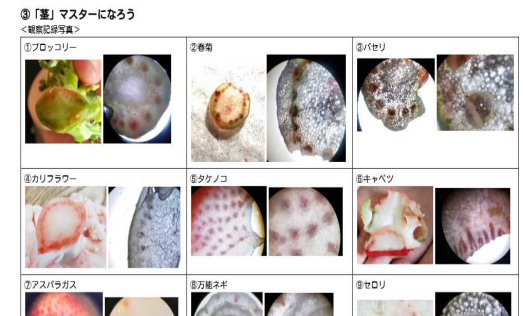 ③「茎」マスターになろう
<観察記録写真>
①ブロッコリー
②春菊
③パセリ
④カリフラワー
⑤タケノコ
⑥キャベツ
⑦アスパラガス
⑧万能ネギ
⑨セロリ